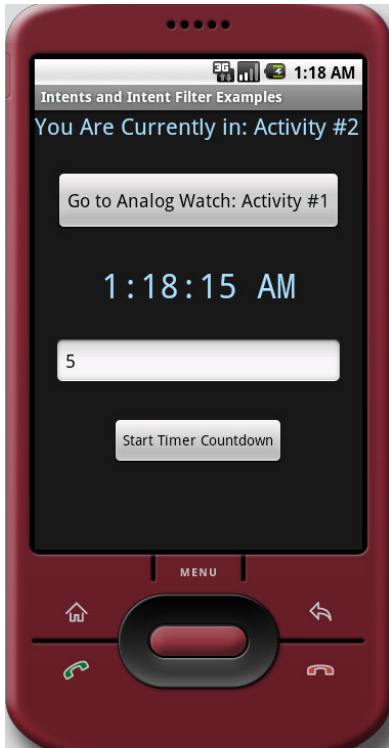 3G 1:18 AM
Intents and Intent Filter Examples
You Are Currently in: Activity #2
Go to Analog Watch: Activity #1
1:18:15 AM
5
Start Timer Countdown
MENU